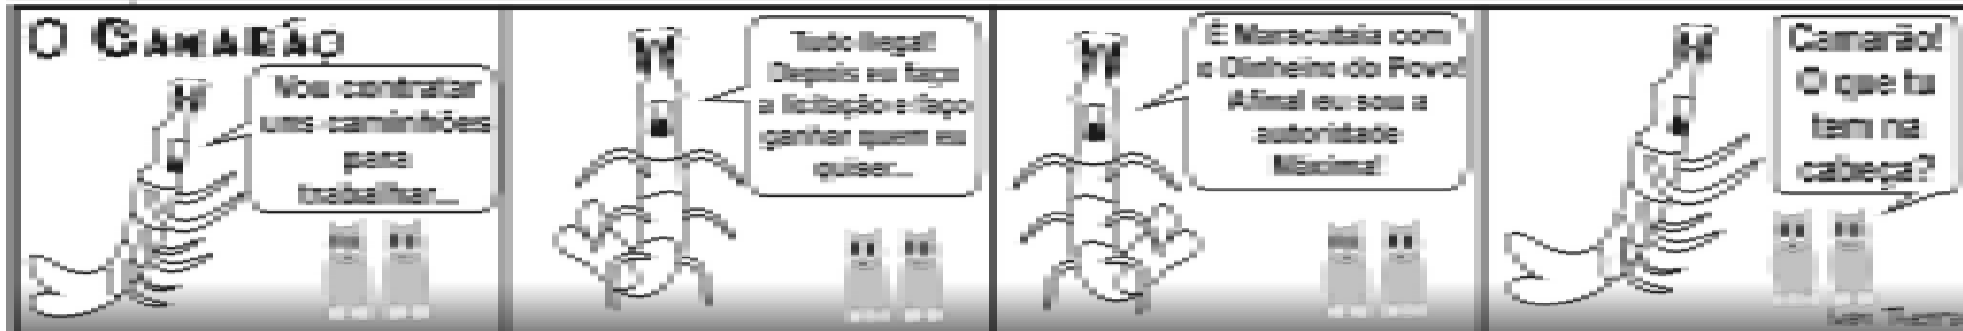 O CAMARÃO
Vou contratar
uns caminhões
para
trabalhar...
Tudo ilegal!
Depois eu faço
a licitação e faço
ganhar quem eu
quiser...
É Maracutaia com
o Dinheiro do Povo!
Afinal eu sou a
autoridade
Máxima!
Camarão!
O que tu
tem na
cabeça?